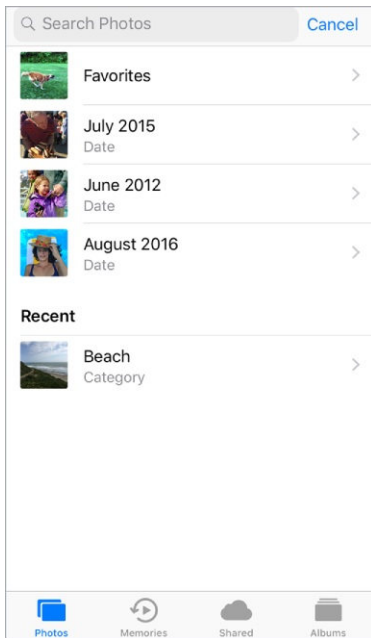 Search Photos
Cancel
Favorites
July 2015
Date
June 2012
Date
August 2016
Date
Recent
Beach
Category
Photos
Memories
Shared
Albums